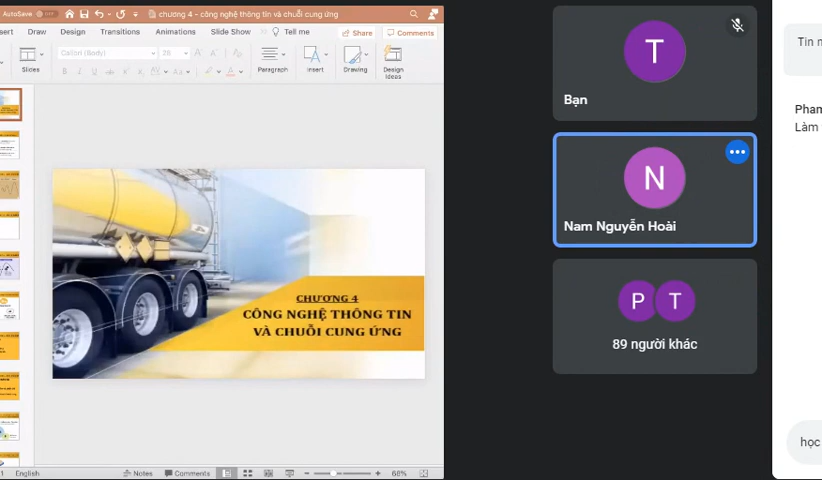 AutoSave
chương 4 - công nghệ thông tin và chuỗi cung ứng
Draw
Design
Transitions
Animations
Slide Show
Tell me
Share
Comments
Calibri (Body)
28
Slides
Paragraph
Insert
Drawing
Design
Ideas
CHƯƠNG 4
CÔNG NGHỆ THÔNG TIN
VÀ CHUỖI CUNG ỨNG
English
Notes
Comments
68%
T
Bạn
N
Nam Nguyễn Hoài
P T
89 người khác
Tin n
Pham
Làm
học